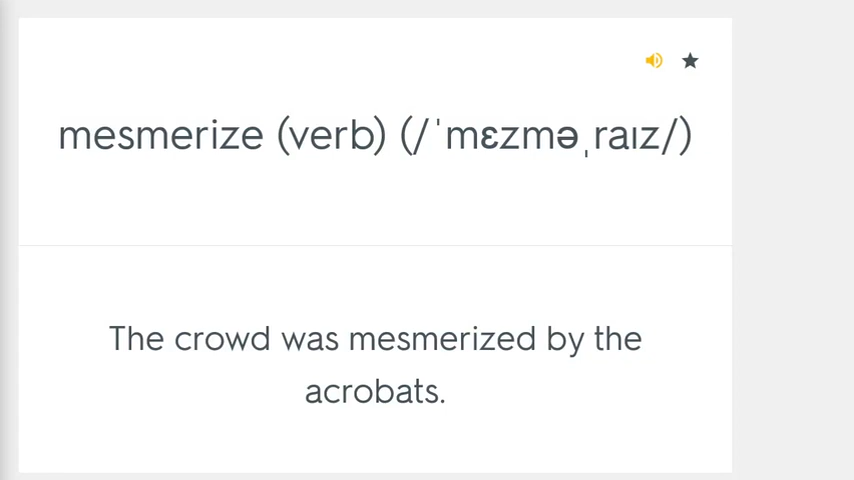 mesmerize (verb) (/ˈmɛzməˌraɪz/)
The crowd was mesmerized by the
acrobats.